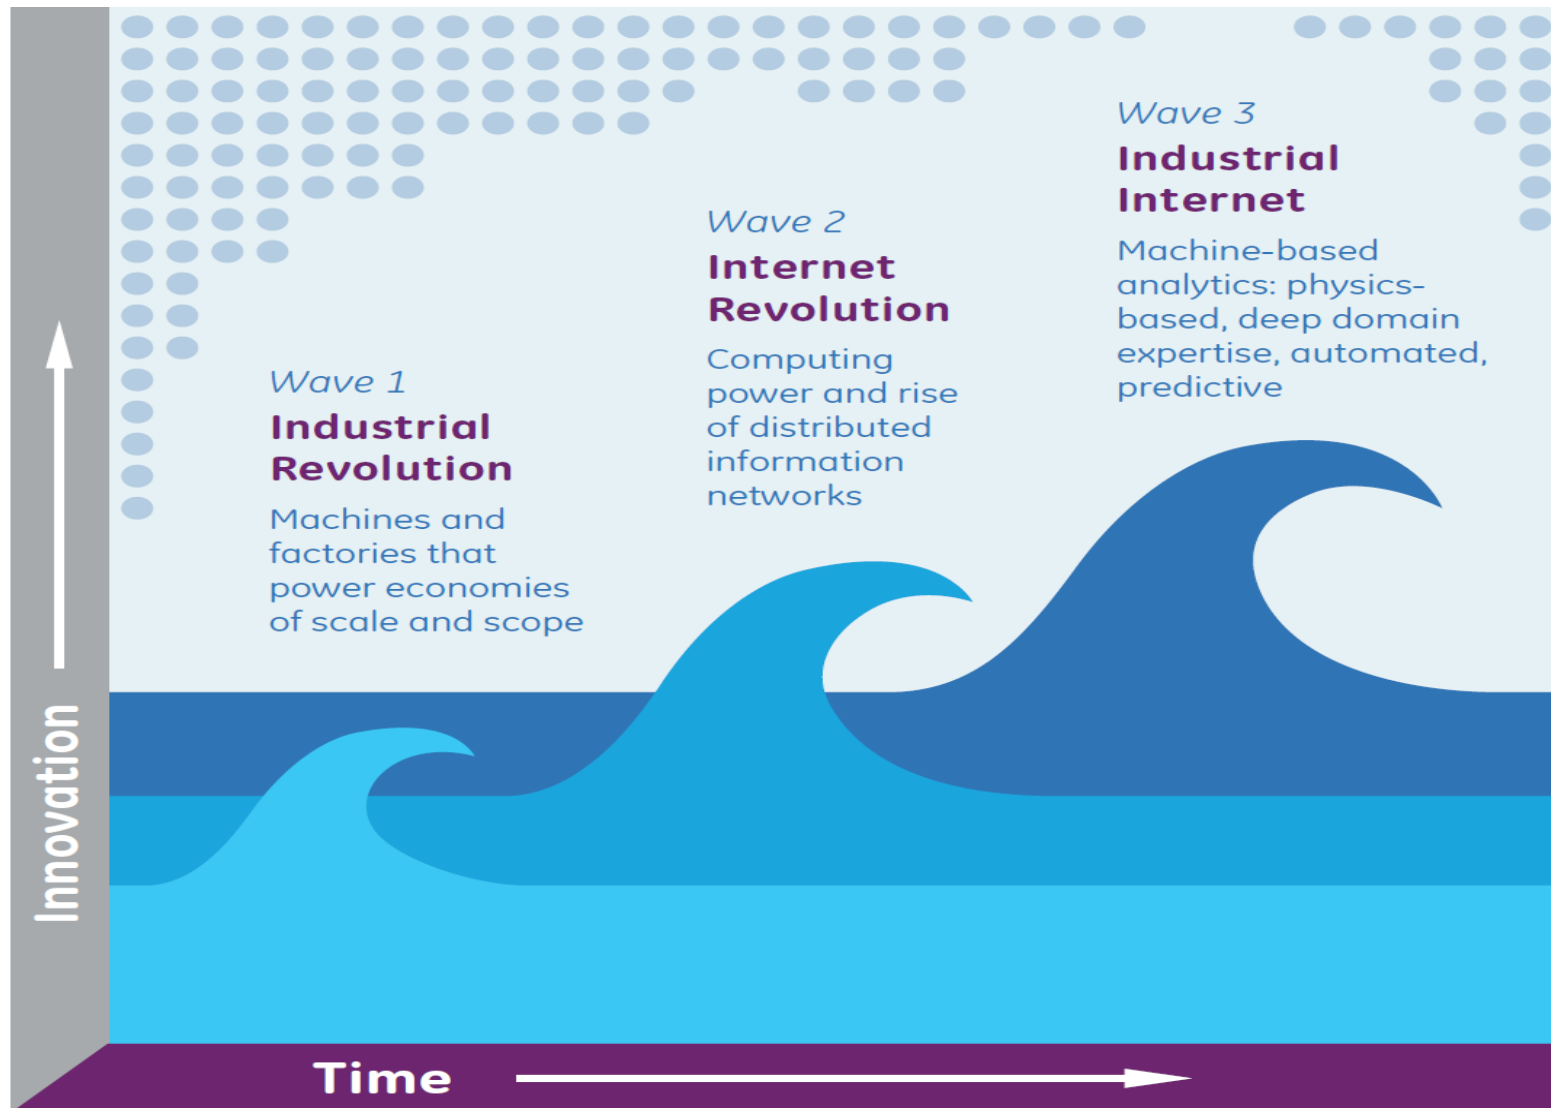 Wave 1
Industrial
Revolution
Machines and
factories that
power economies
of scale and scope
Wave 2
Internet
Revolution
Computing
power and rise
of distributed
information
networks
Wave 3
Industrial
Internet
Machine-based
analytics: physics-
based, deep domain
expertise, automated,
predictive
Innovation
Time